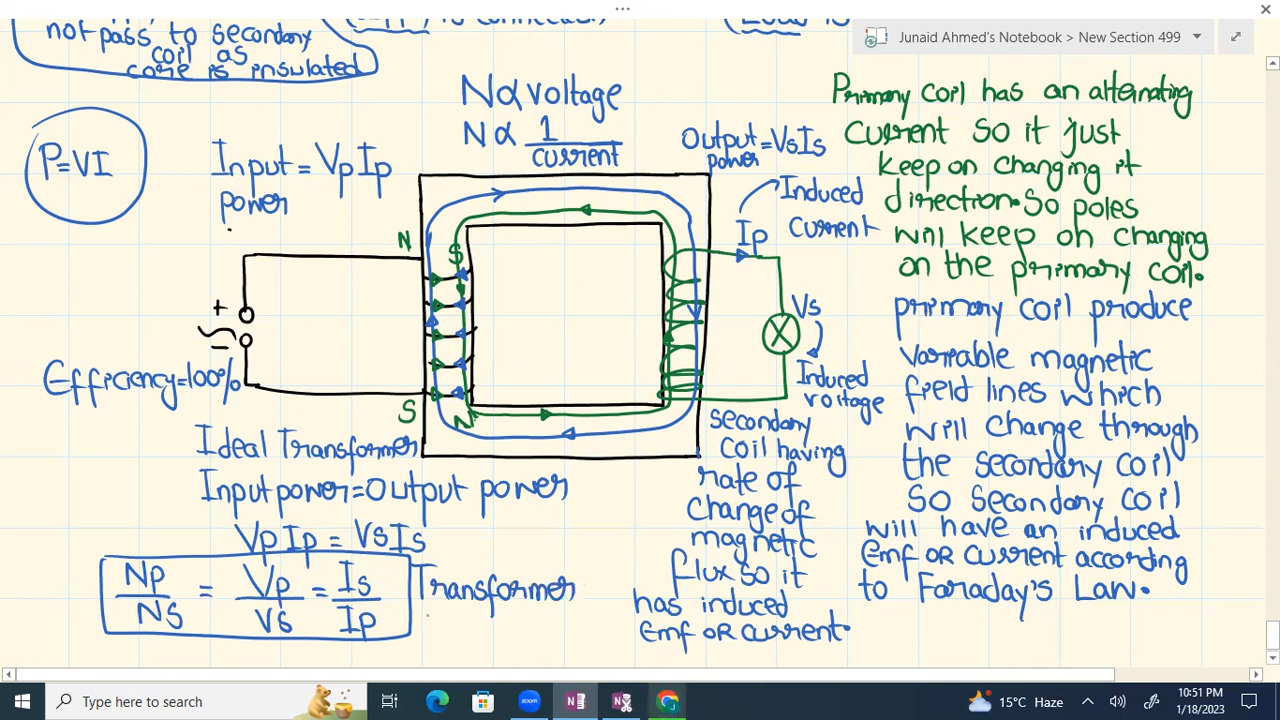 not pass to secondary
coil as
core is insulated
is connected
Junaid Ahmed's Notebook > New Section 499
P=VI
Input = VpIp
power
N∝ voltage
N∝ 1/current
Output = VsIs
power
Induced
current
Ip
N
S
+
−
S
N
Vs
Induced
voltage
Efficiency=100%
Ideal Transformer
Input power=Output power
VpIp = VsIs
Np/Ns = Vp/Vs = Is/Ip
Transformer
secondary
coil having
rate of
change of
magnetic
flux so it
has induced
emf OR current.
Primary coil has an alternating
current so it just
keep on changing it
direction. So poles
will keep on changing
on the primary coil.
primary coil produce
variable magnetic
field lines which
will change through
the secondary coil
so secondary coil
will have an induced
emf OR current according
to Faraday's Law.
Type here to search
zoom
15°C Haze
10:51 PM
1/18/2023